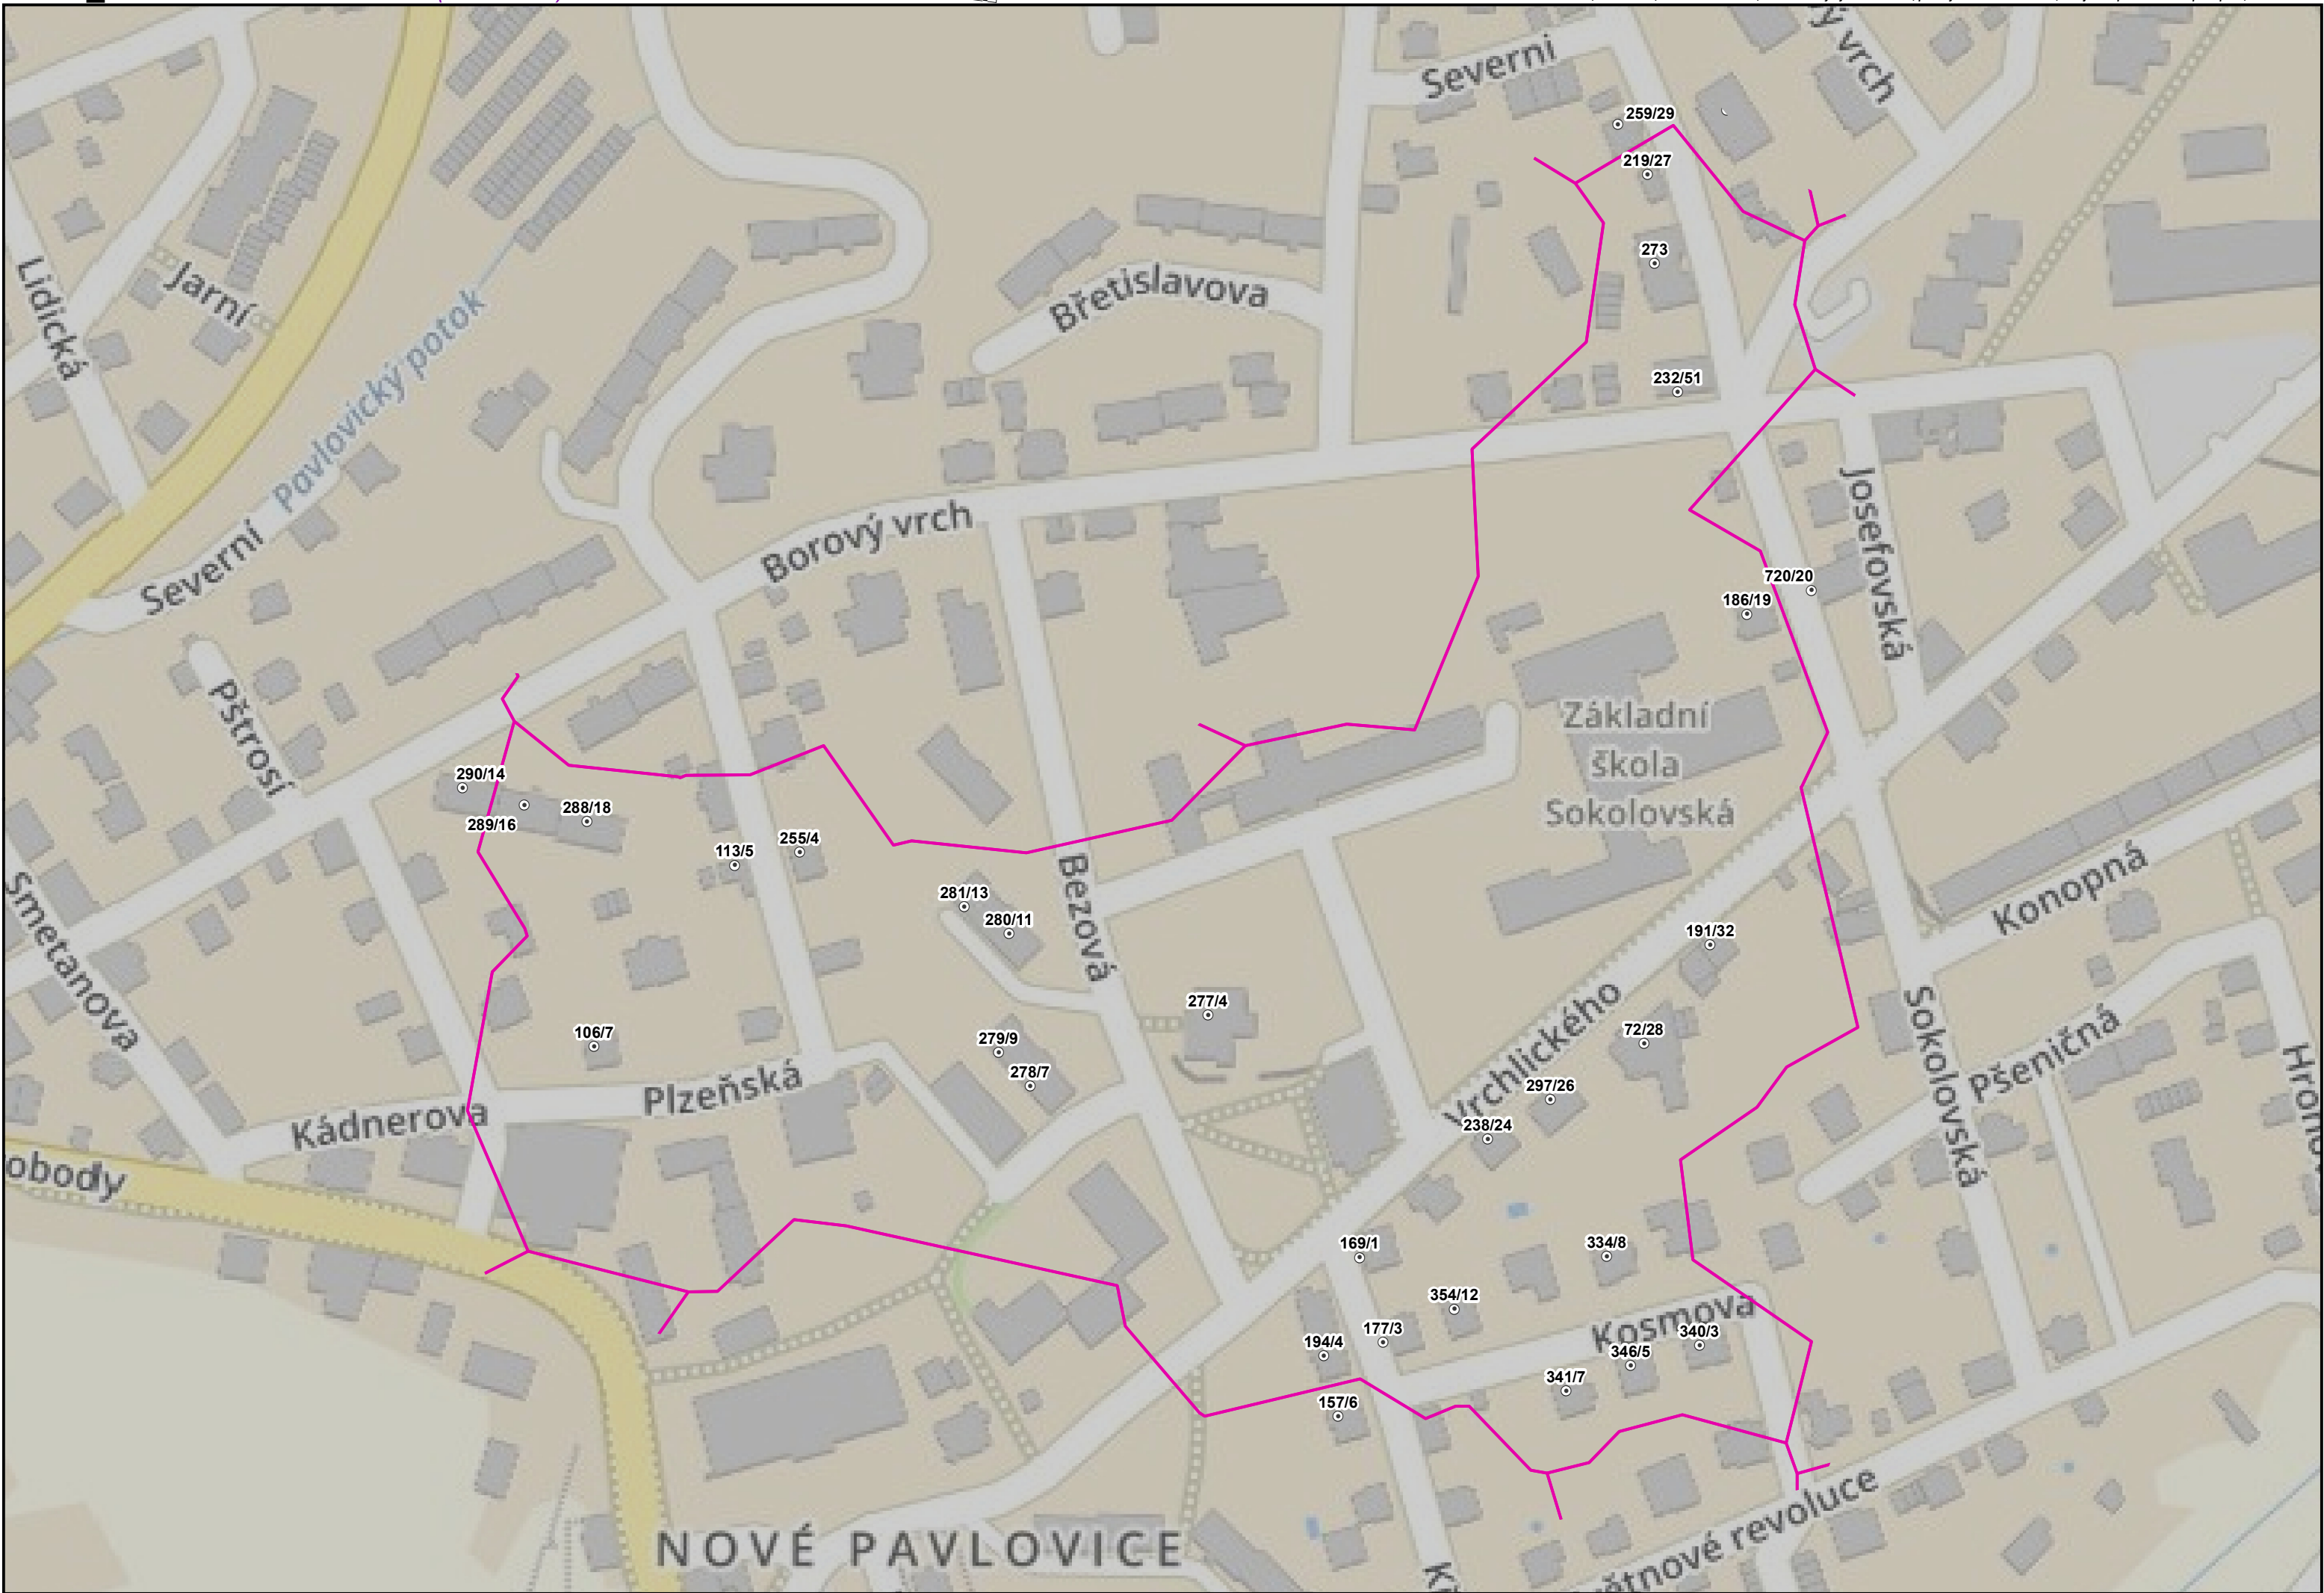 Severní
ý vrch
259/29
219/27
Lidická
Jarní
273
Břetislavova
Pavlovický potok
232/51
Josefovská
Borový vrch
Severní
720/20
186/19
Pštrosí
Základní
škola
Sokolovská
290/14
289/16
288/18
113/5
255/4
Bezová
Konopná
Smetanova
281/13
280/11
191/32
277/4
Vrchlického
72/28
Sokolovská
Pšeničná
106/7
279/9
278/7
Plzeňská
Kádnerova
297/26
238/24
obody
169/1
334/8
354/12
Kosmova
194/4
177/3
340/3
346/5
341/7
157/6
NOVÉ PAVLOVICE
ětnové revoluce